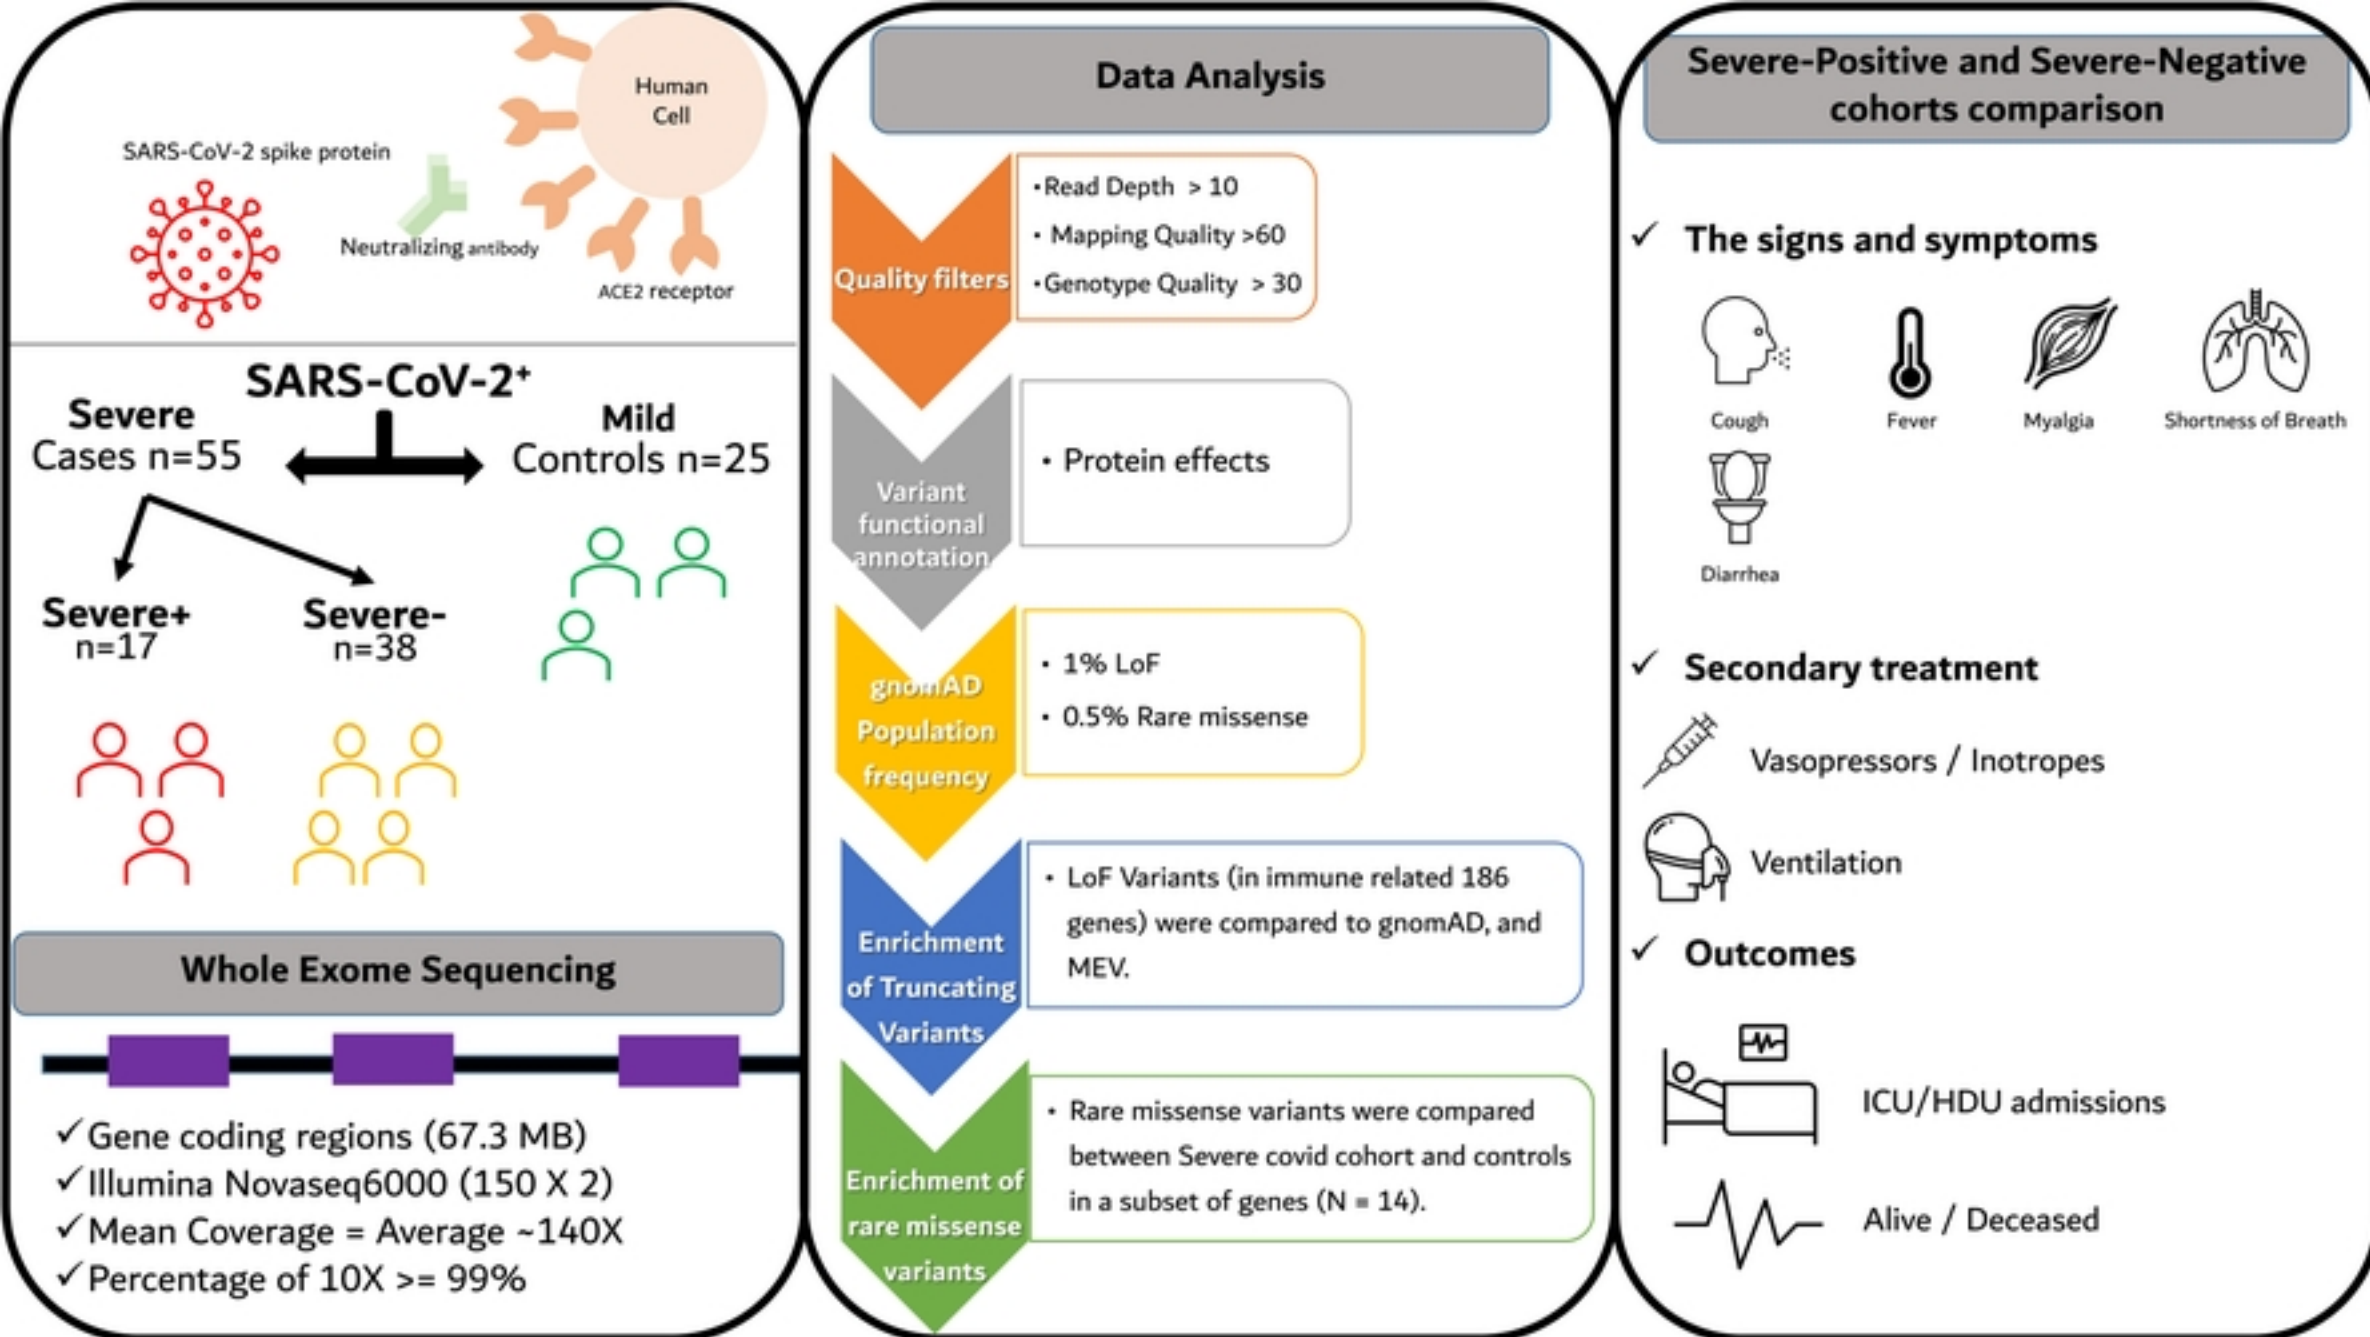 Human
Cell
SARS-CoV-2 spike protein
Neutralizing antibody
ACE2 receptor
SARS-CoV-2⁺
Severe
Cases n=55
Mild
Controls n=25
Severe+
n=17
Severe-
n=38
Whole Exome Sequencing
✓Gene coding regions (67.3 MB)
✓Illumina Novaseq6000 (150 X 2)
✓Mean Coverage = Average ~140X
✓Percentage of 10X >= 99%
Data Analysis
Quality filters
•Read Depth > 10
• Mapping Quality >60
•Genotype Quality > 30
Variant
functional
annotation
• Protein effects
gnomAD
Population
frequency
• 1% LoF
• 0.5% Rare missense
Enrichment
of Truncating
Variants
• LoF Variants (in immune related 186
genes) were compared to gnomAD, and
MEV.
Enrichment of
rare missense
variants
• Rare missense variants were compared
between Severe covid cohort and controls
in a subset of genes (N = 14).
Severe-Positive and Severe-Negative
cohorts comparison
✓ The signs and symptoms
Cough
Fever
Myalgia
Shortness of Breath
Diarrhea
✓ Secondary treatment
Vasopressors / Inotropes
Ventilation
✓ Outcomes
ICU/HDU admissions
Alive / Deceased